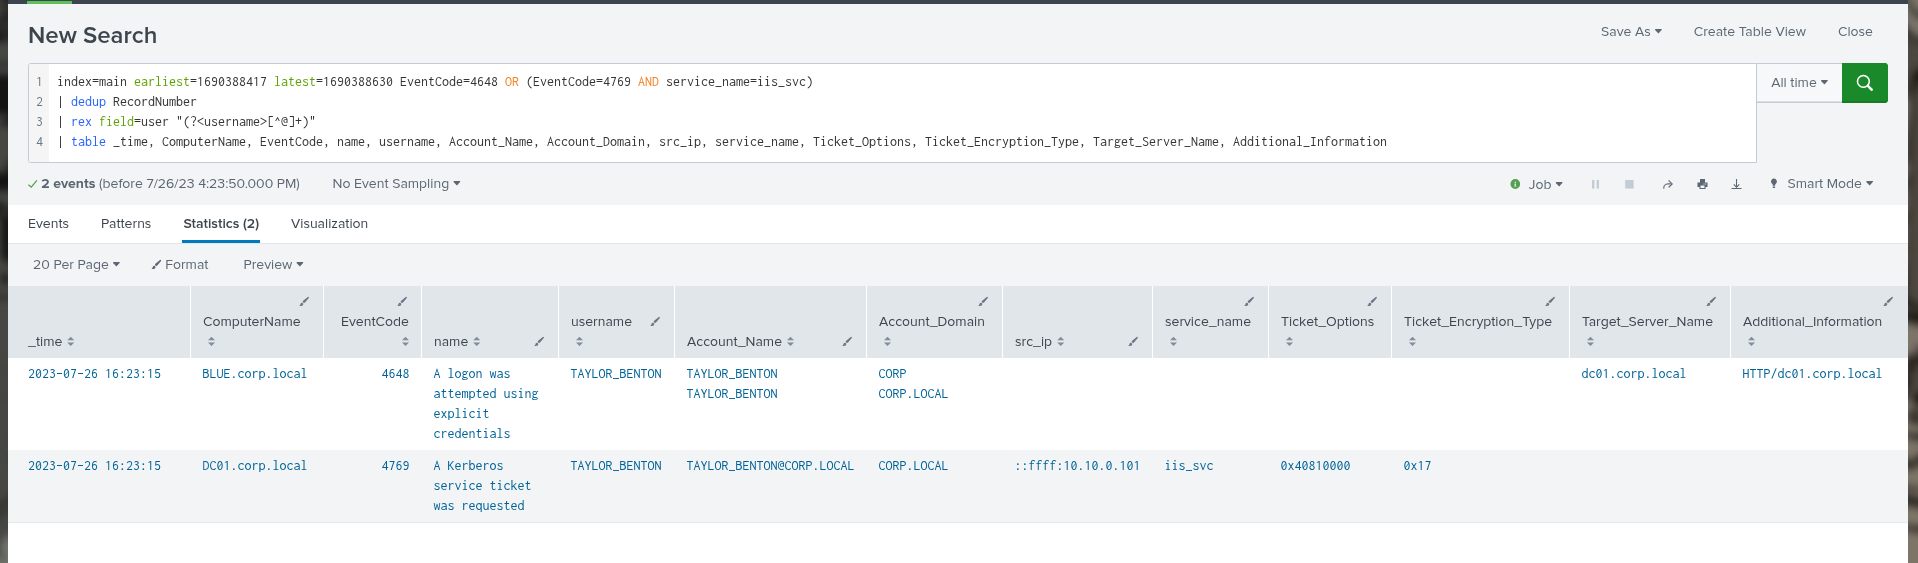 New Search
Save As
Create Table View
Close
1 index=main earliest=1690388417 latest=1690388630 EventCode=4648 OR (EventCode=4769 AND service_name=iis_svc)
2 | dedup RecordNumber
3 | rex field=user "(?<username>[^@]+)"
4 | table _time, ComputerName, EventCode, name, username, Account_Name, Account_Domain, src_ip, service_name, Ticket_Options, Ticket_Encryption_Type, Target_Server_Name, Additional_Information
All time
2 events (before 7/26/23 4:23:50.000 PM)
No Event Sampling
Job
Smart Mode
Events
Patterns
Statistics (2)
Visualization
20 Per Page
Format
Preview
_time
ComputerName
EventCode
name
username
Account_Name
Account_Domain
src_ip
service_name
Ticket_Options
Ticket_Encryption_Type
Target_Server_Name
Additional_Information
2023-07-26 16:23:15
BLUE.corp.local
4648
A logon was
attempted using
explicit
credentials
TAYLOR_BENTON
TAYLOR_BENTON
TAYLOR_BENTON
CORP
CORP.LOCAL
dc01.corp.local
HTTP/dc01.corp.local
2023-07-26 16:23:15
DC01.corp.local
4769
A Kerberos
service ticket
was requested
TAYLOR_BENTON
TAYLOR_BENTON@CORP.LOCAL
CORP.LOCAL
::ffff:10.10.0.101
iis_svc
0x40810000
0x17